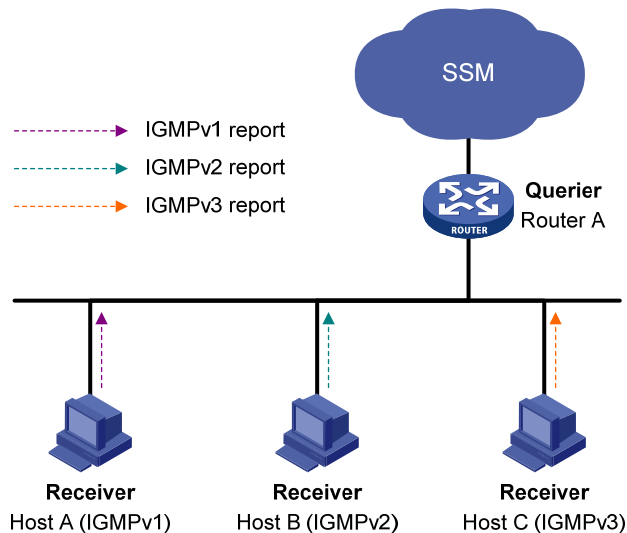 SSM
IGMPv1 report
IGMPv2 report
IGMPv3 report
Querier
Router A
ROUTER
Receiver
Host A (IGMPv1)
Receiver
Host B (IGMPv2)
Receiver
Host C (IGMPv3)